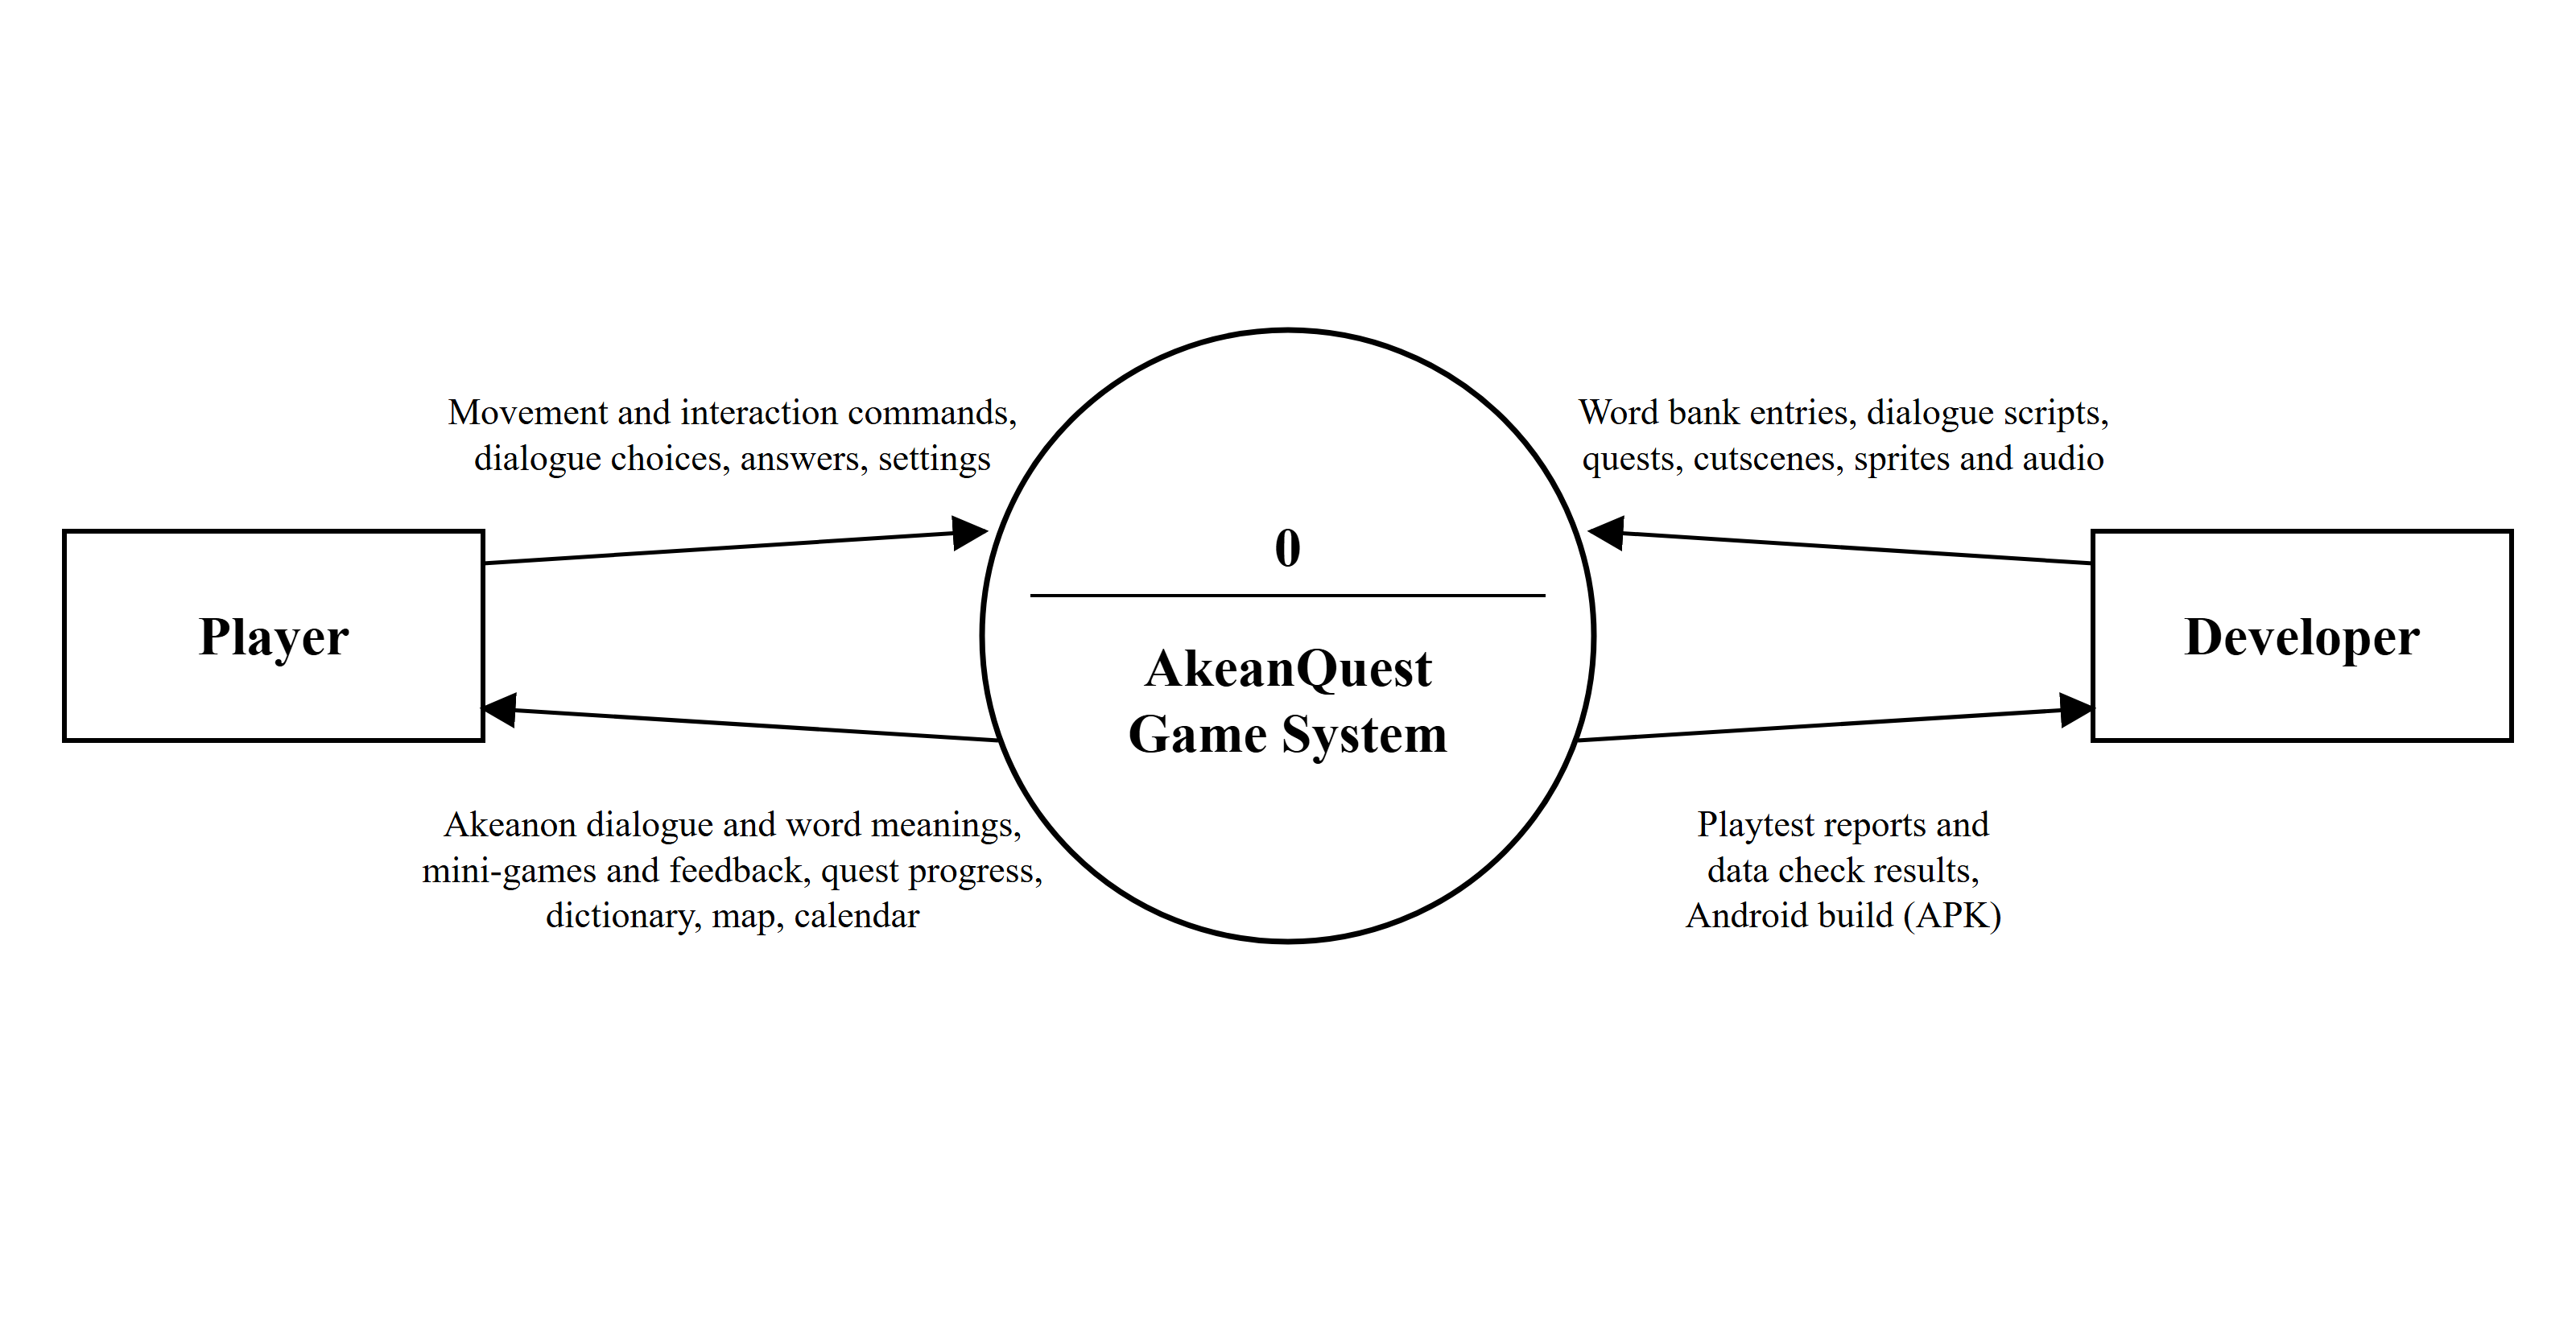 Movement and interaction commands,
dialogue choices, answers, settings
Word bank entries, dialogue scripts,
quests, cutscenes, sprites and audio
0
Player
AkeanQuest
Game System
Developer
Akeanon dialogue and word meanings,
mini-games and feedback, quest progress,
dictionary, map, calendar
Playtest reports and
data check results,
Android build (APK)